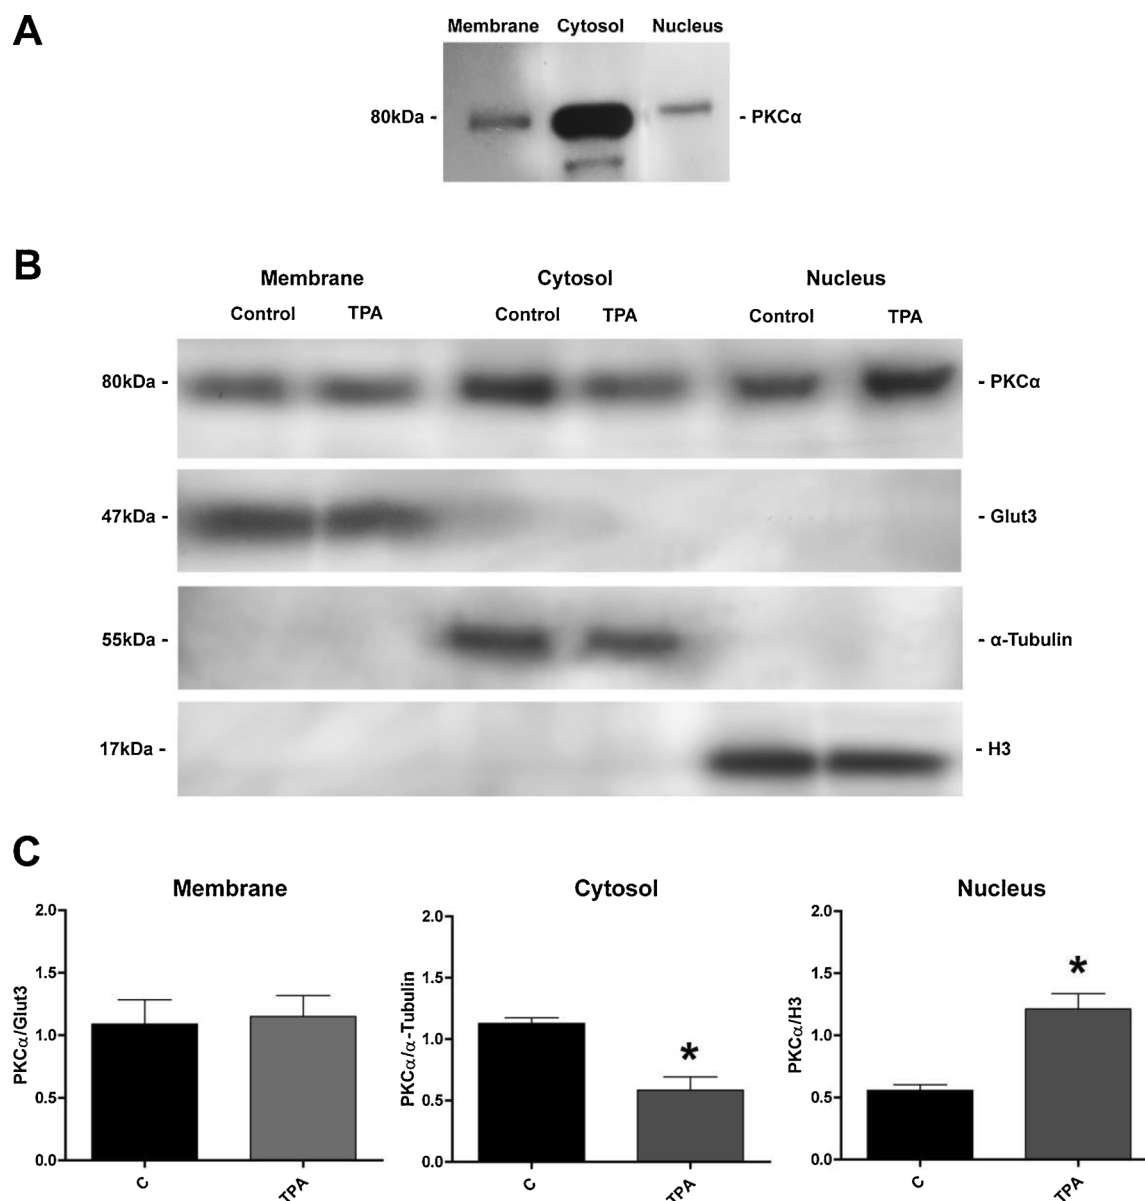 A
Membrane Cytosol Nucleus
80kDa - - PKCα
B
Membrane Cytosol Nucleus
Control TPA Control TPA Control TPA
80kDa - - PKCα
47kDa - - Glut3
55kDa - - α-Tubulin
17kDa - - H3
C
Membrane
PKCα/Glut3
2.0
1.5
1.0
0.5
0.0
C TPA
Cytosol
PKCα/α-Tubulin
2.0
1.5
1.0
0.5
0.0
*
C TPA
Nucleus
PKCα/H3
2.0
1.5
1.0
0.5
0.0
*
C TPA